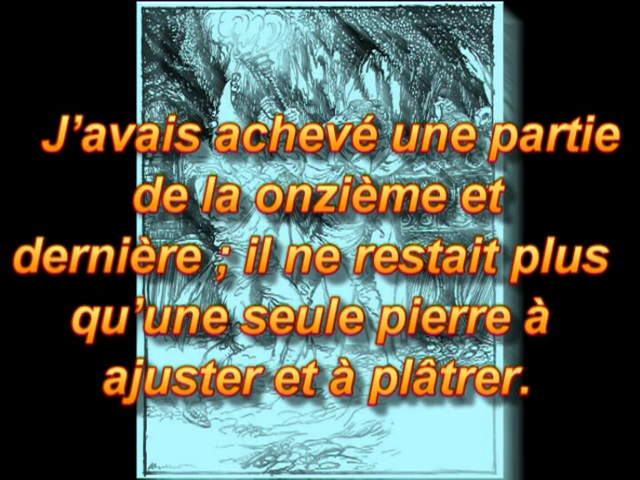 J’avais achevé une partie
de la onzième et
dernière ; il ne restait plus
qu’une seule pierre à
ajuster et à plâtrer.